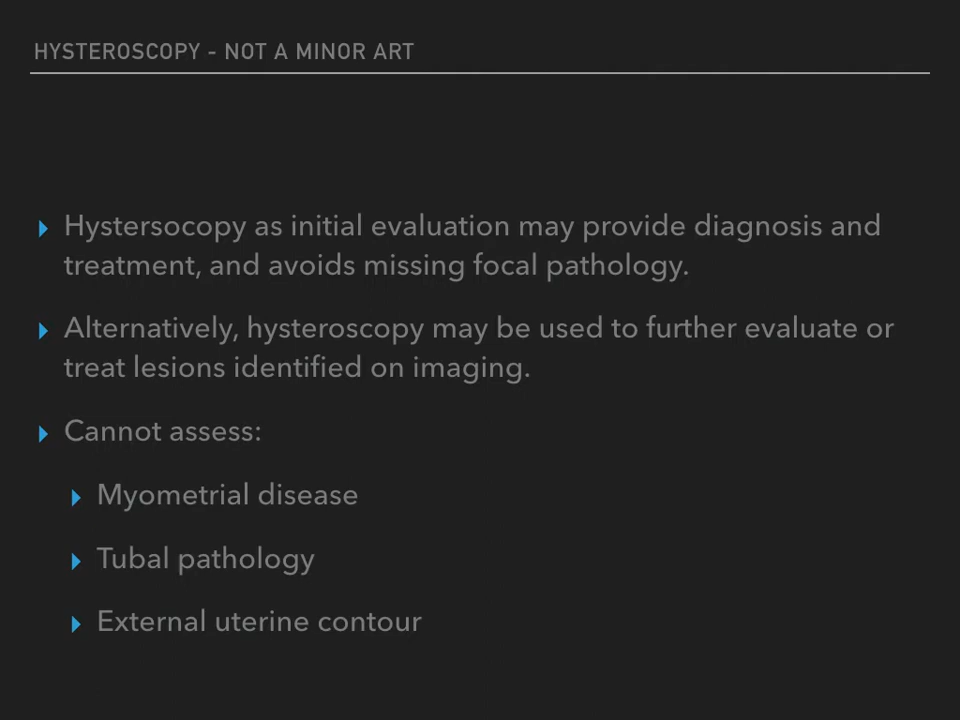 HYSTEROSCOPY - NOT A MINOR ART
Hystersocopy as initial evaluation may provide diagnosis and
treatment, and avoids missing focal pathology.
Alternatively, hysteroscopy may be used to further evaluate or
treat lesions identified on imaging.
Cannot assess:
Myometrial disease
Tubal pathology
External uterine contour